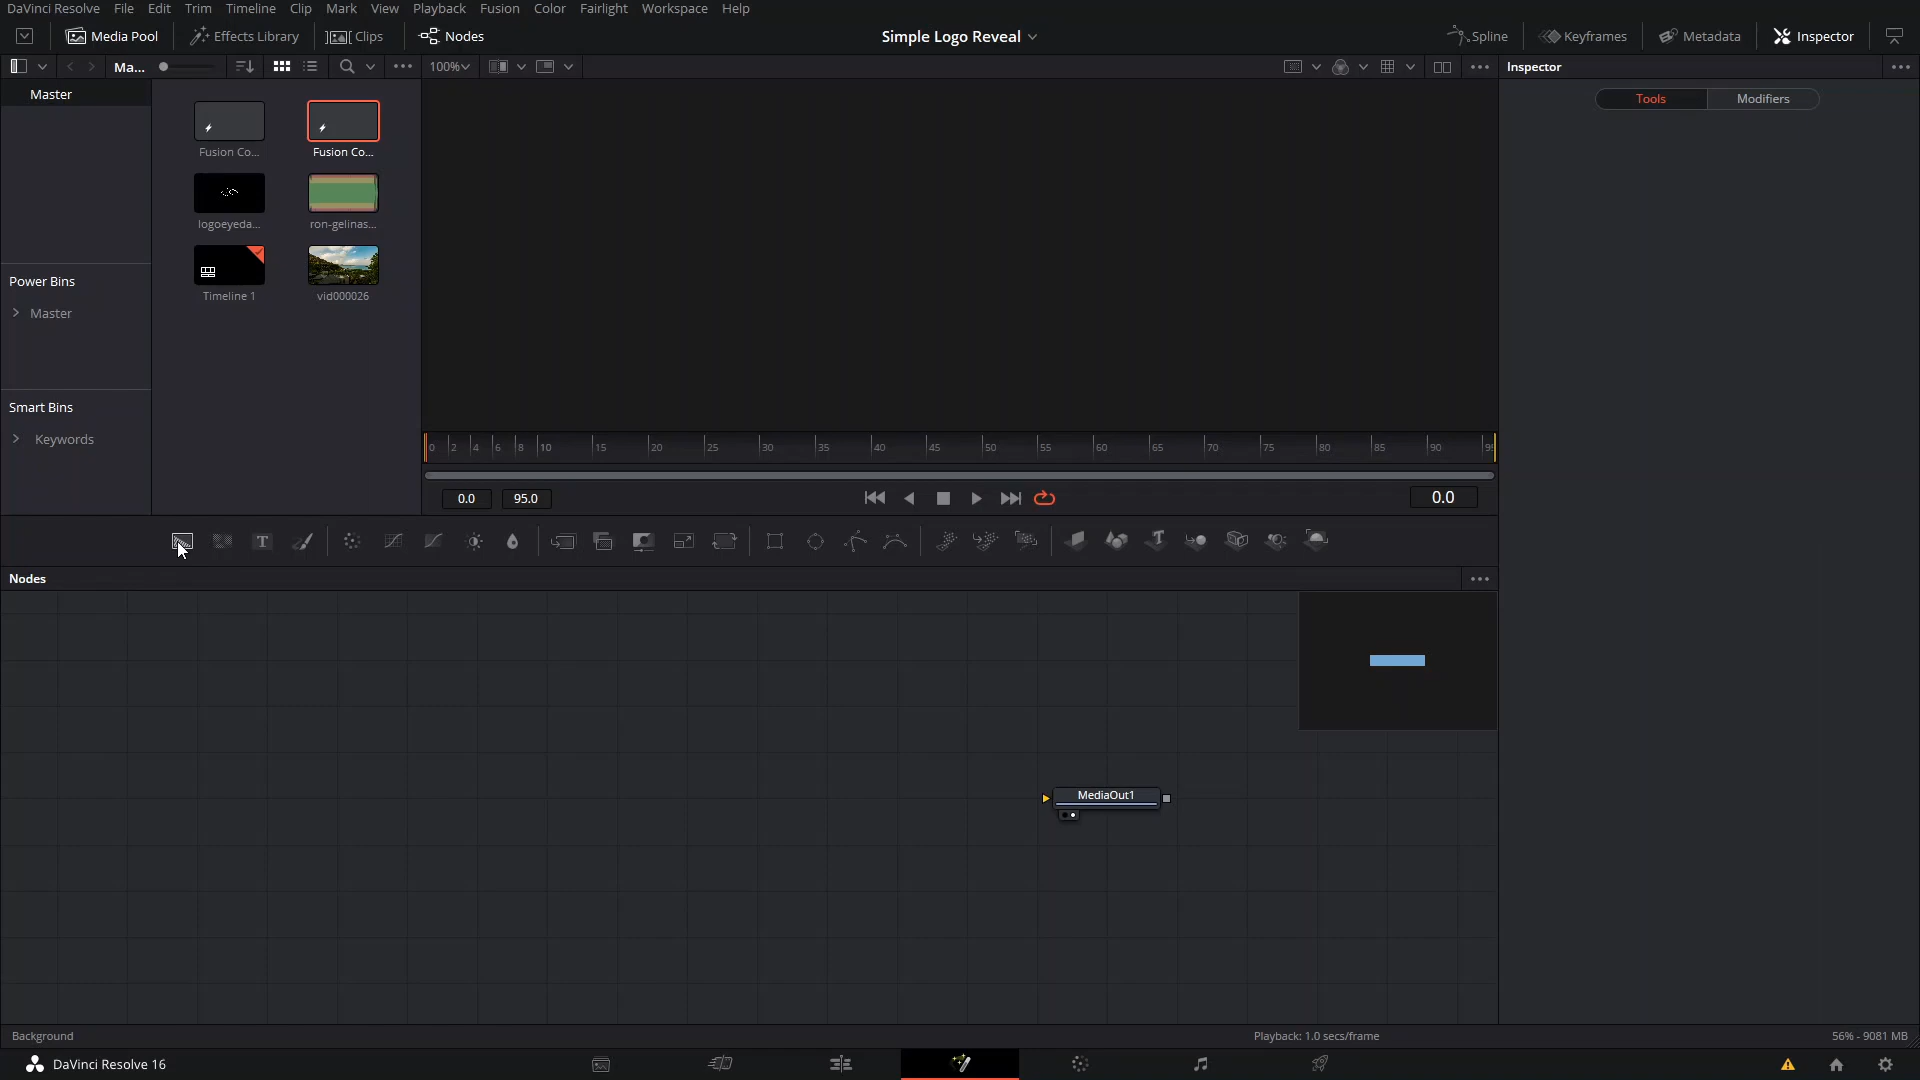 DaVinci Resolve File Edit Trim Timeline Clip Mark View Playback Fusion Color Fairlight Workspace Help
Media Pool Effects Library Clips Nodes Simple Logo Reveal Spline Keyframes Metadata Inspector
Ma... 100% Inspector
Master
Tools Modifiers
Fusion Co... Fusion Co...
logoeyeda... ron-gelinas...
Timeline 1 vid000026
Power Bins
Master
Smart Bins
Keywords
0 2 4 6 8 10 15 20 25 30 35 40 45 50 55 60 65 70 75 80 85 90
0.0 95.0 0.0
T
Nodes
MediaOut1
Background Playback: 1.0 secs/frame 56% - 9081 MB
DaVinci Resolve 16